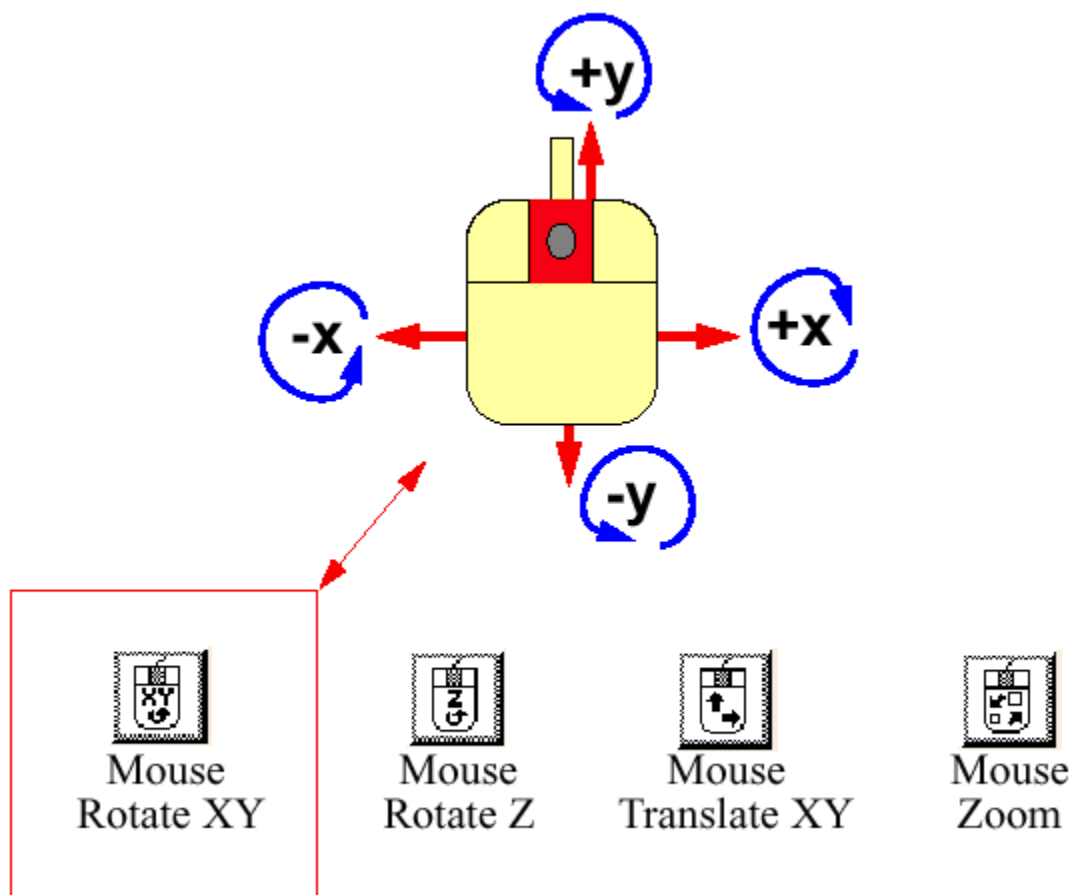 +y
-x
+x
-y
XY
Z
Mouse
Rotate XY
Mouse
Rotate Z
Mouse
Translate XY
Mouse
Zoom